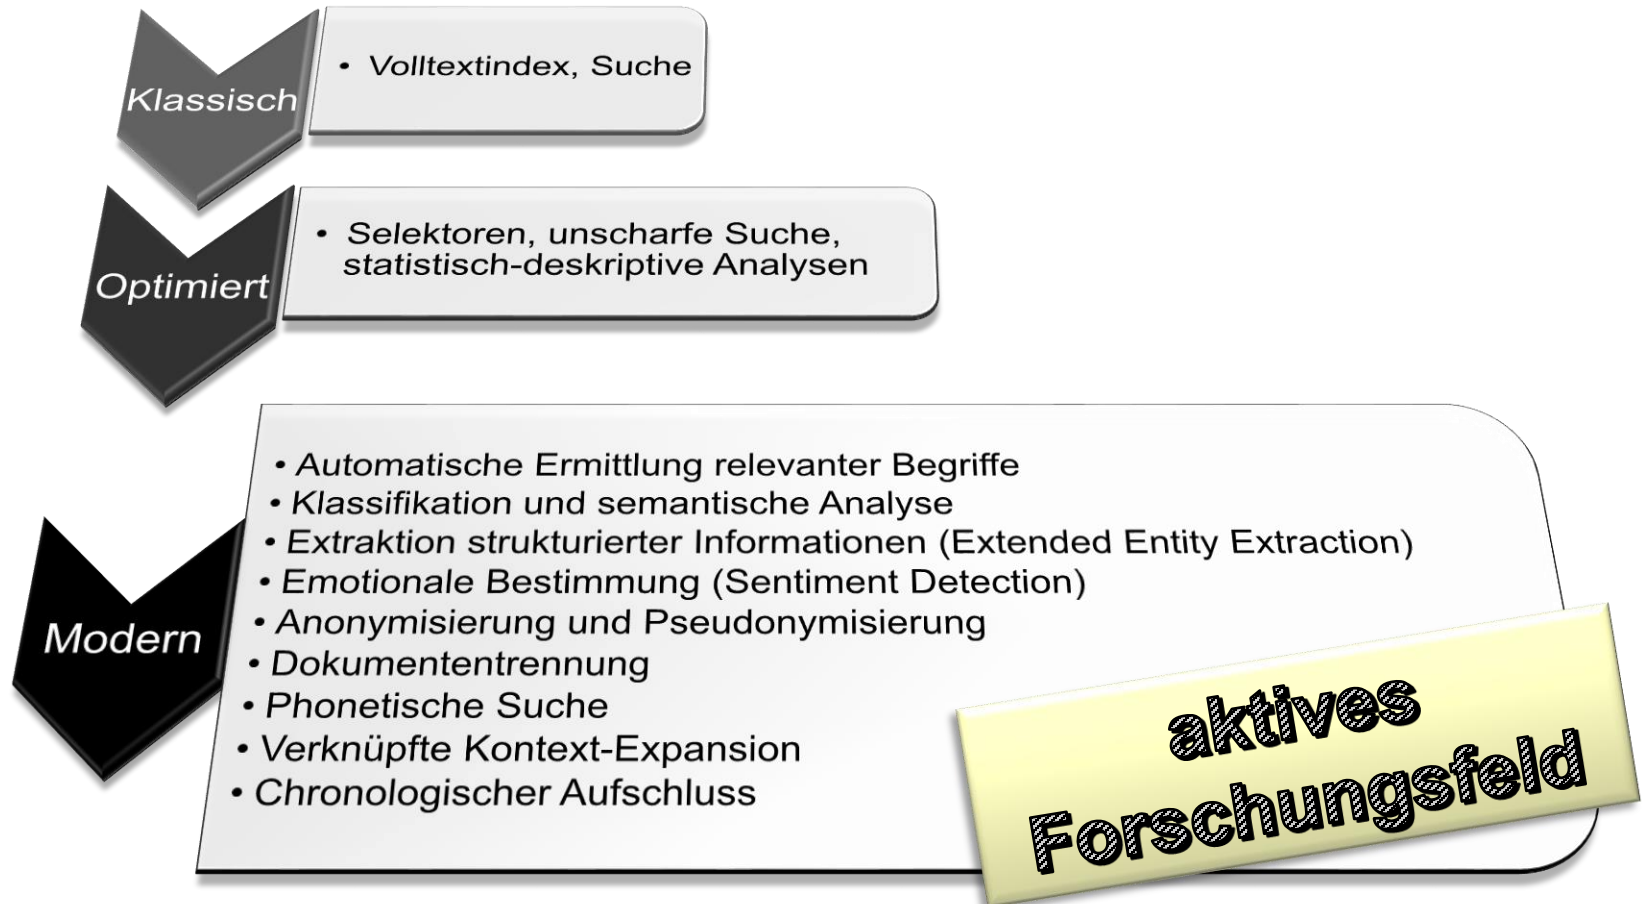 Klassisch
• Volltextindex, Suche
Optimiert
• Selektoren, unscharfe Suche,
statistisch-deskriptive Analysen
Modern
• Automatische Ermittlung relevanter Begriffe
• Klassifikation und semantische Analyse
• Extraktion strukturierter Informationen (Extended Entity Extraction)
• Emotionale Bestimmung (Sentiment Detection)
• Anonymisierung und Pseudonymisierung
• Dokumententrennung
• Phonetische Suche
• Verknüpfte Kontext-Expansion
• Chronologischer Aufschluss
aktives
Forschungsfeld